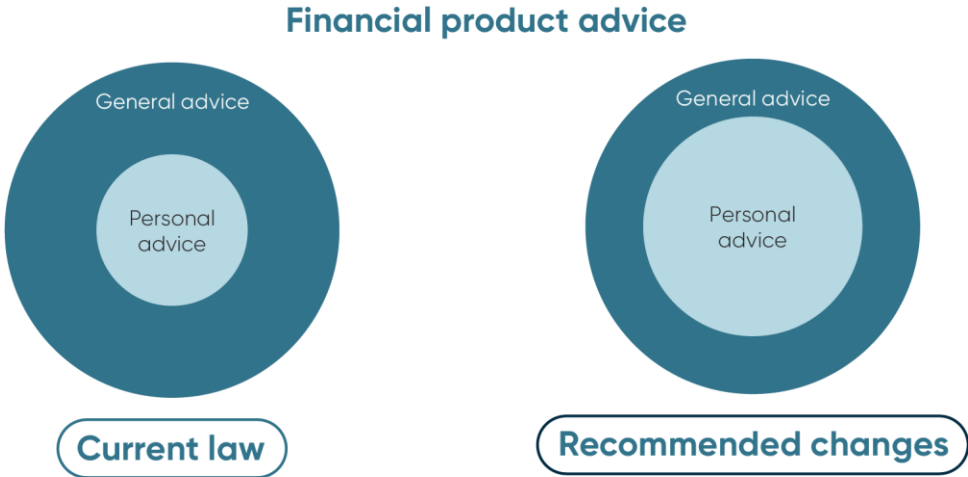 Financial product advice
General advice
Personal
advice
Current law
General advice
Personal
advice
Recommended changes